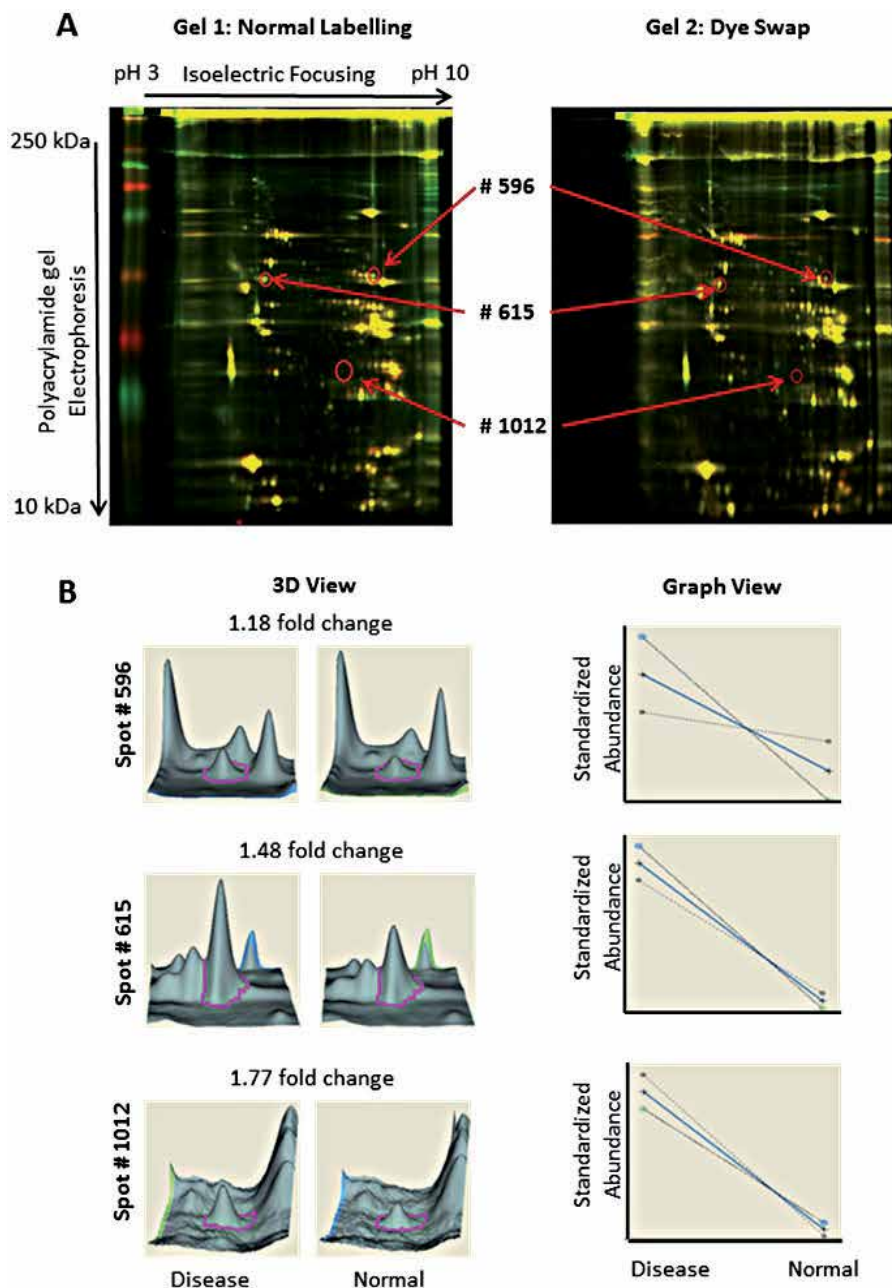 A
Gel 1: Normal Labelling
Gel 2: Dye Swap
pH 3
Isoelectric Focusing
pH 10
250 kDa
Polyacrylamide gel
Electrophoresis
10 kDa
# 596
# 615
# 1012
B
3D View
Graph View
1.18 fold change
Spot # 596
Standardized
Abundance
1.48 fold change
Spot # 615
Standardized
Abundance
1.77 fold change
Spot # 1012
Standardized
Abundance
Disease
Normal
Disease
Normal